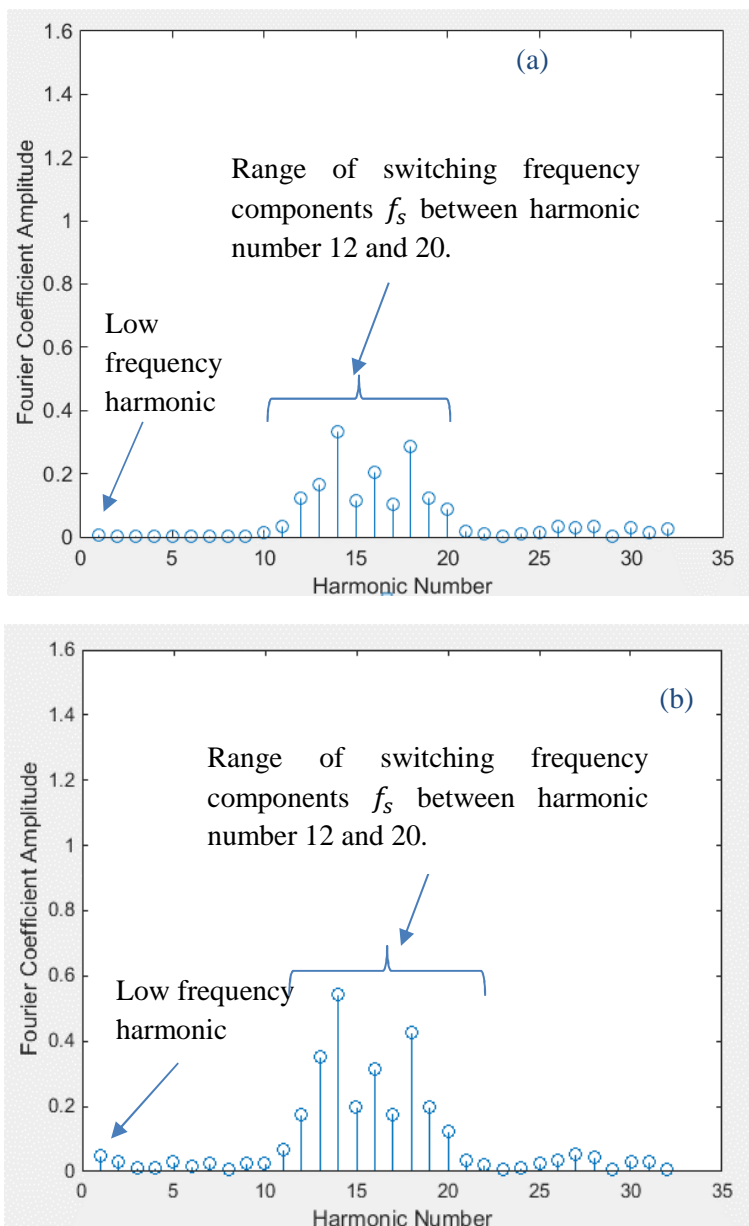 1.6
(a)
1.4
Range of switching frequency
components fₛ between harmonic
number 12 and 20.
1.2
1
0.8
Low
frequency
harmonic
0.6
0.4
0.2
0
0 5 10 15 20 25 30 35
Fourier Coefficient Amplitude
Harmonic Number
1.6
(b)
1.4
Range of switching frequency
components fₛ between harmonic
number 12 and 20.
1.2
1
0.8
0.6
Low frequency
harmonic
0.4
0.2
0
0 5 10 15 20 25 30 35
Fourier Coefficient Amplitude
Harmonic Number